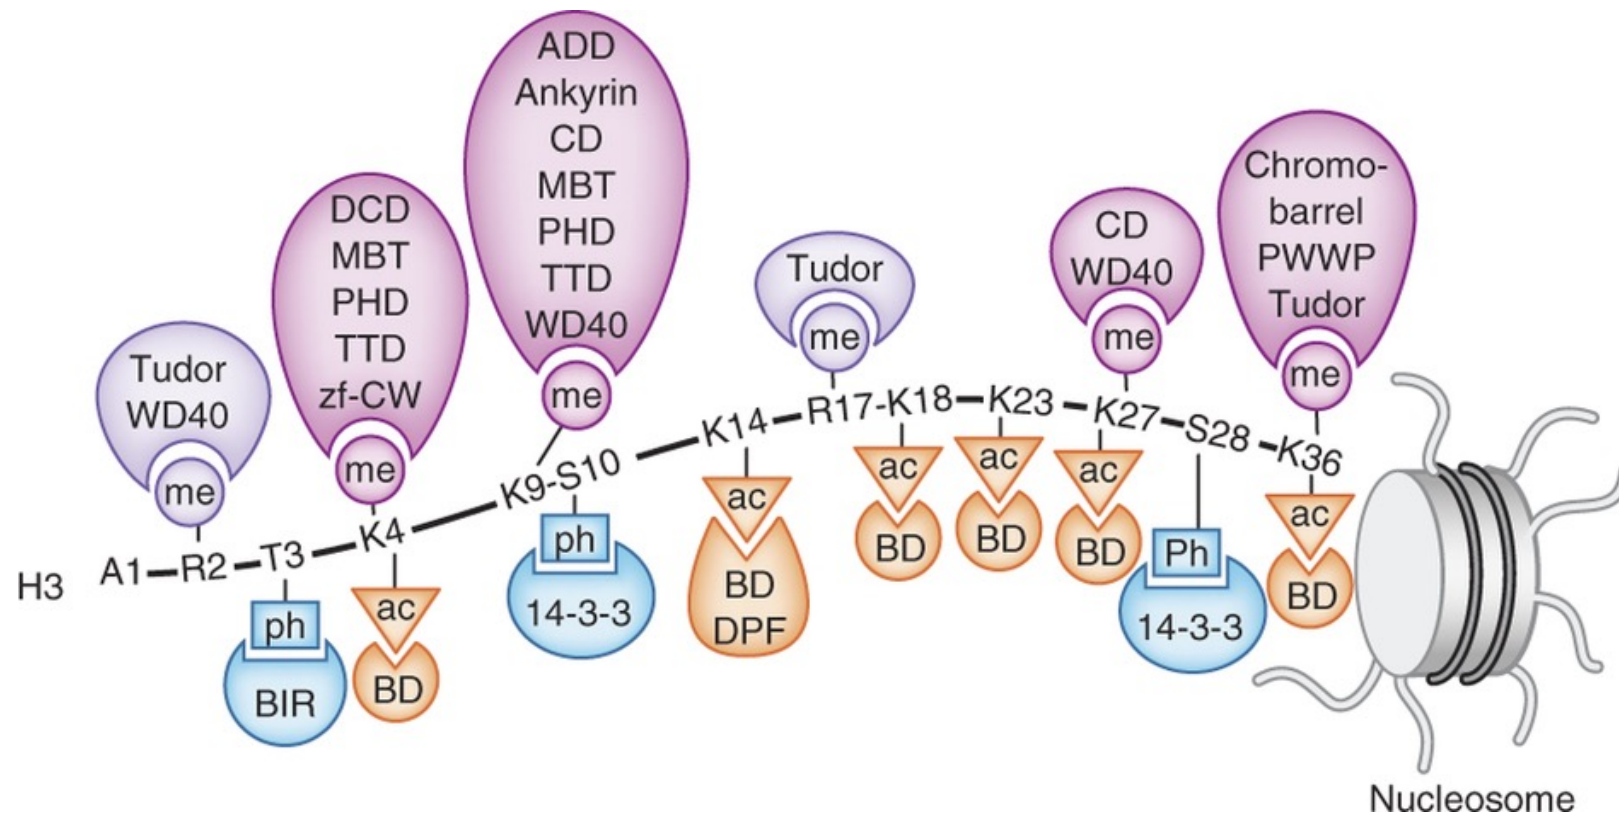 ADD
Ankyrin
CD
MBT
PHD
TTD
WD40
me
DCD
MBT
PHD
TTD
zf-CW
me
Tudor
WD40
me
Tudor
me
CD
WD40
me
Chromo-
barrel
PWWP
Tudor
me
H3 A1–R2–T3–K4–K9-S10–K14–R17-K18–K23–K27–S28–K36
ph
BIR
ac
BD
ph
14-3-3
ac
BD
DPF
ac
BD
ac
BD
ac
BD
Ph
14-3-3
ac
BD
Nucleosome